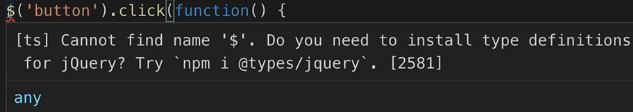 $('button').click(function() {
[ts] Cannot find name '$'. Do you need to install type definitions
for jQuery? Try `npm i @types/jquery`. [2581]
any